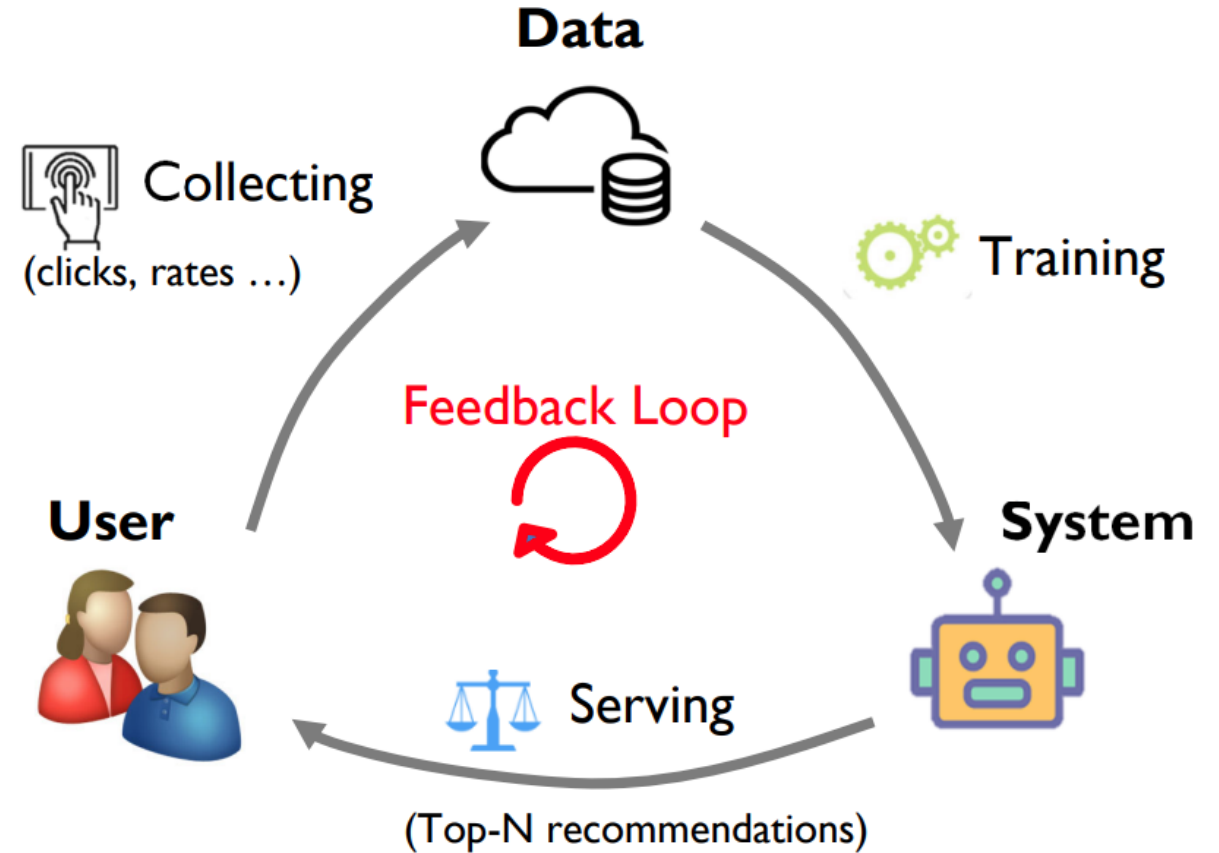 Data
Collecting
(clicks, rates …)
Training
Feedback Loop
User
System
Serving
(Top-N recommendations)